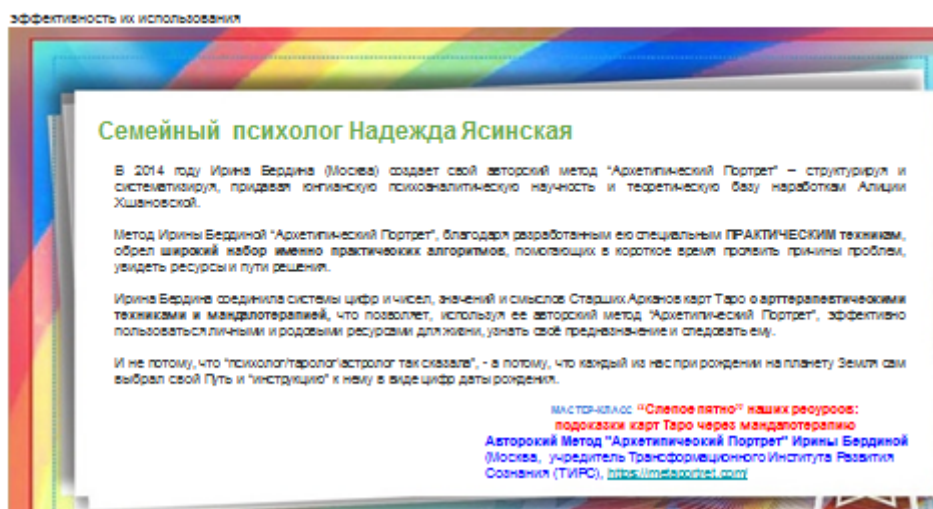 эффективность их использования
Семейный психолог Надежда Ясинская
В 2014 году Ирина Бердина (Москва) создает свой авторский метод "Архетипический Портрет" – структурируя и
систематизируя, придавая юнгианскую психоаналитическую научность и теоретическую базу наработкам Алиции
Хшановской.
Метод Ирины Бердиной "Архетипический Портрет", благодаря разработанным ею специальным ПРАКТИЧЕСКИМ техникам,
обрел широкий набор именно практических алгоритмов, помогающих в короткое время проявить причины проблем,
увидеть ресурсы и пути решения.
Ирина Бердина соединила системы цифр и чисел, значений и смыслов Старших Арканов карт Таро с арттерапевтическими
техниками и мандалотерапией, что позволяет, используя ее авторский метод "Архетипический Портрет", эффективно
пользоваться личными и родовыми ресурсами для жизни, узнать своё предназначение и следовать ему.
И не потому, что "психолог/таролог\астролог так сказала", - а потому, что каждый из нас при рождении на планету Земля сам
выбрал свой Путь и "инструкцию" к нему в виде цифр даты рождения.
МАСТЕР-КЛАСС "Слепое пятно" наших ресурсов:
подсказки карт Таро через мандалотерапию
Авторский Метод "Архетипический Портрет" Ирины Бердиной
(Москва, учредитель Трансформационного Института Развития
Сознания (ТИРС), https://metaportret.com/